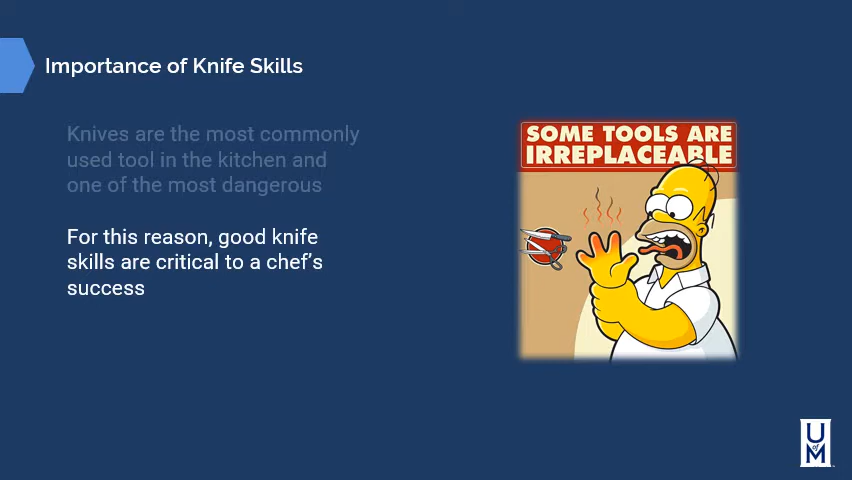 Importance of Knife Skills
Knives are the most commonly
used tool in the kitchen and
one of the most dangerous
For this reason, good knife
skills are critical to a chef's
success
SOME TOOLS ARE
IRREPLACEABLE
U
of
M